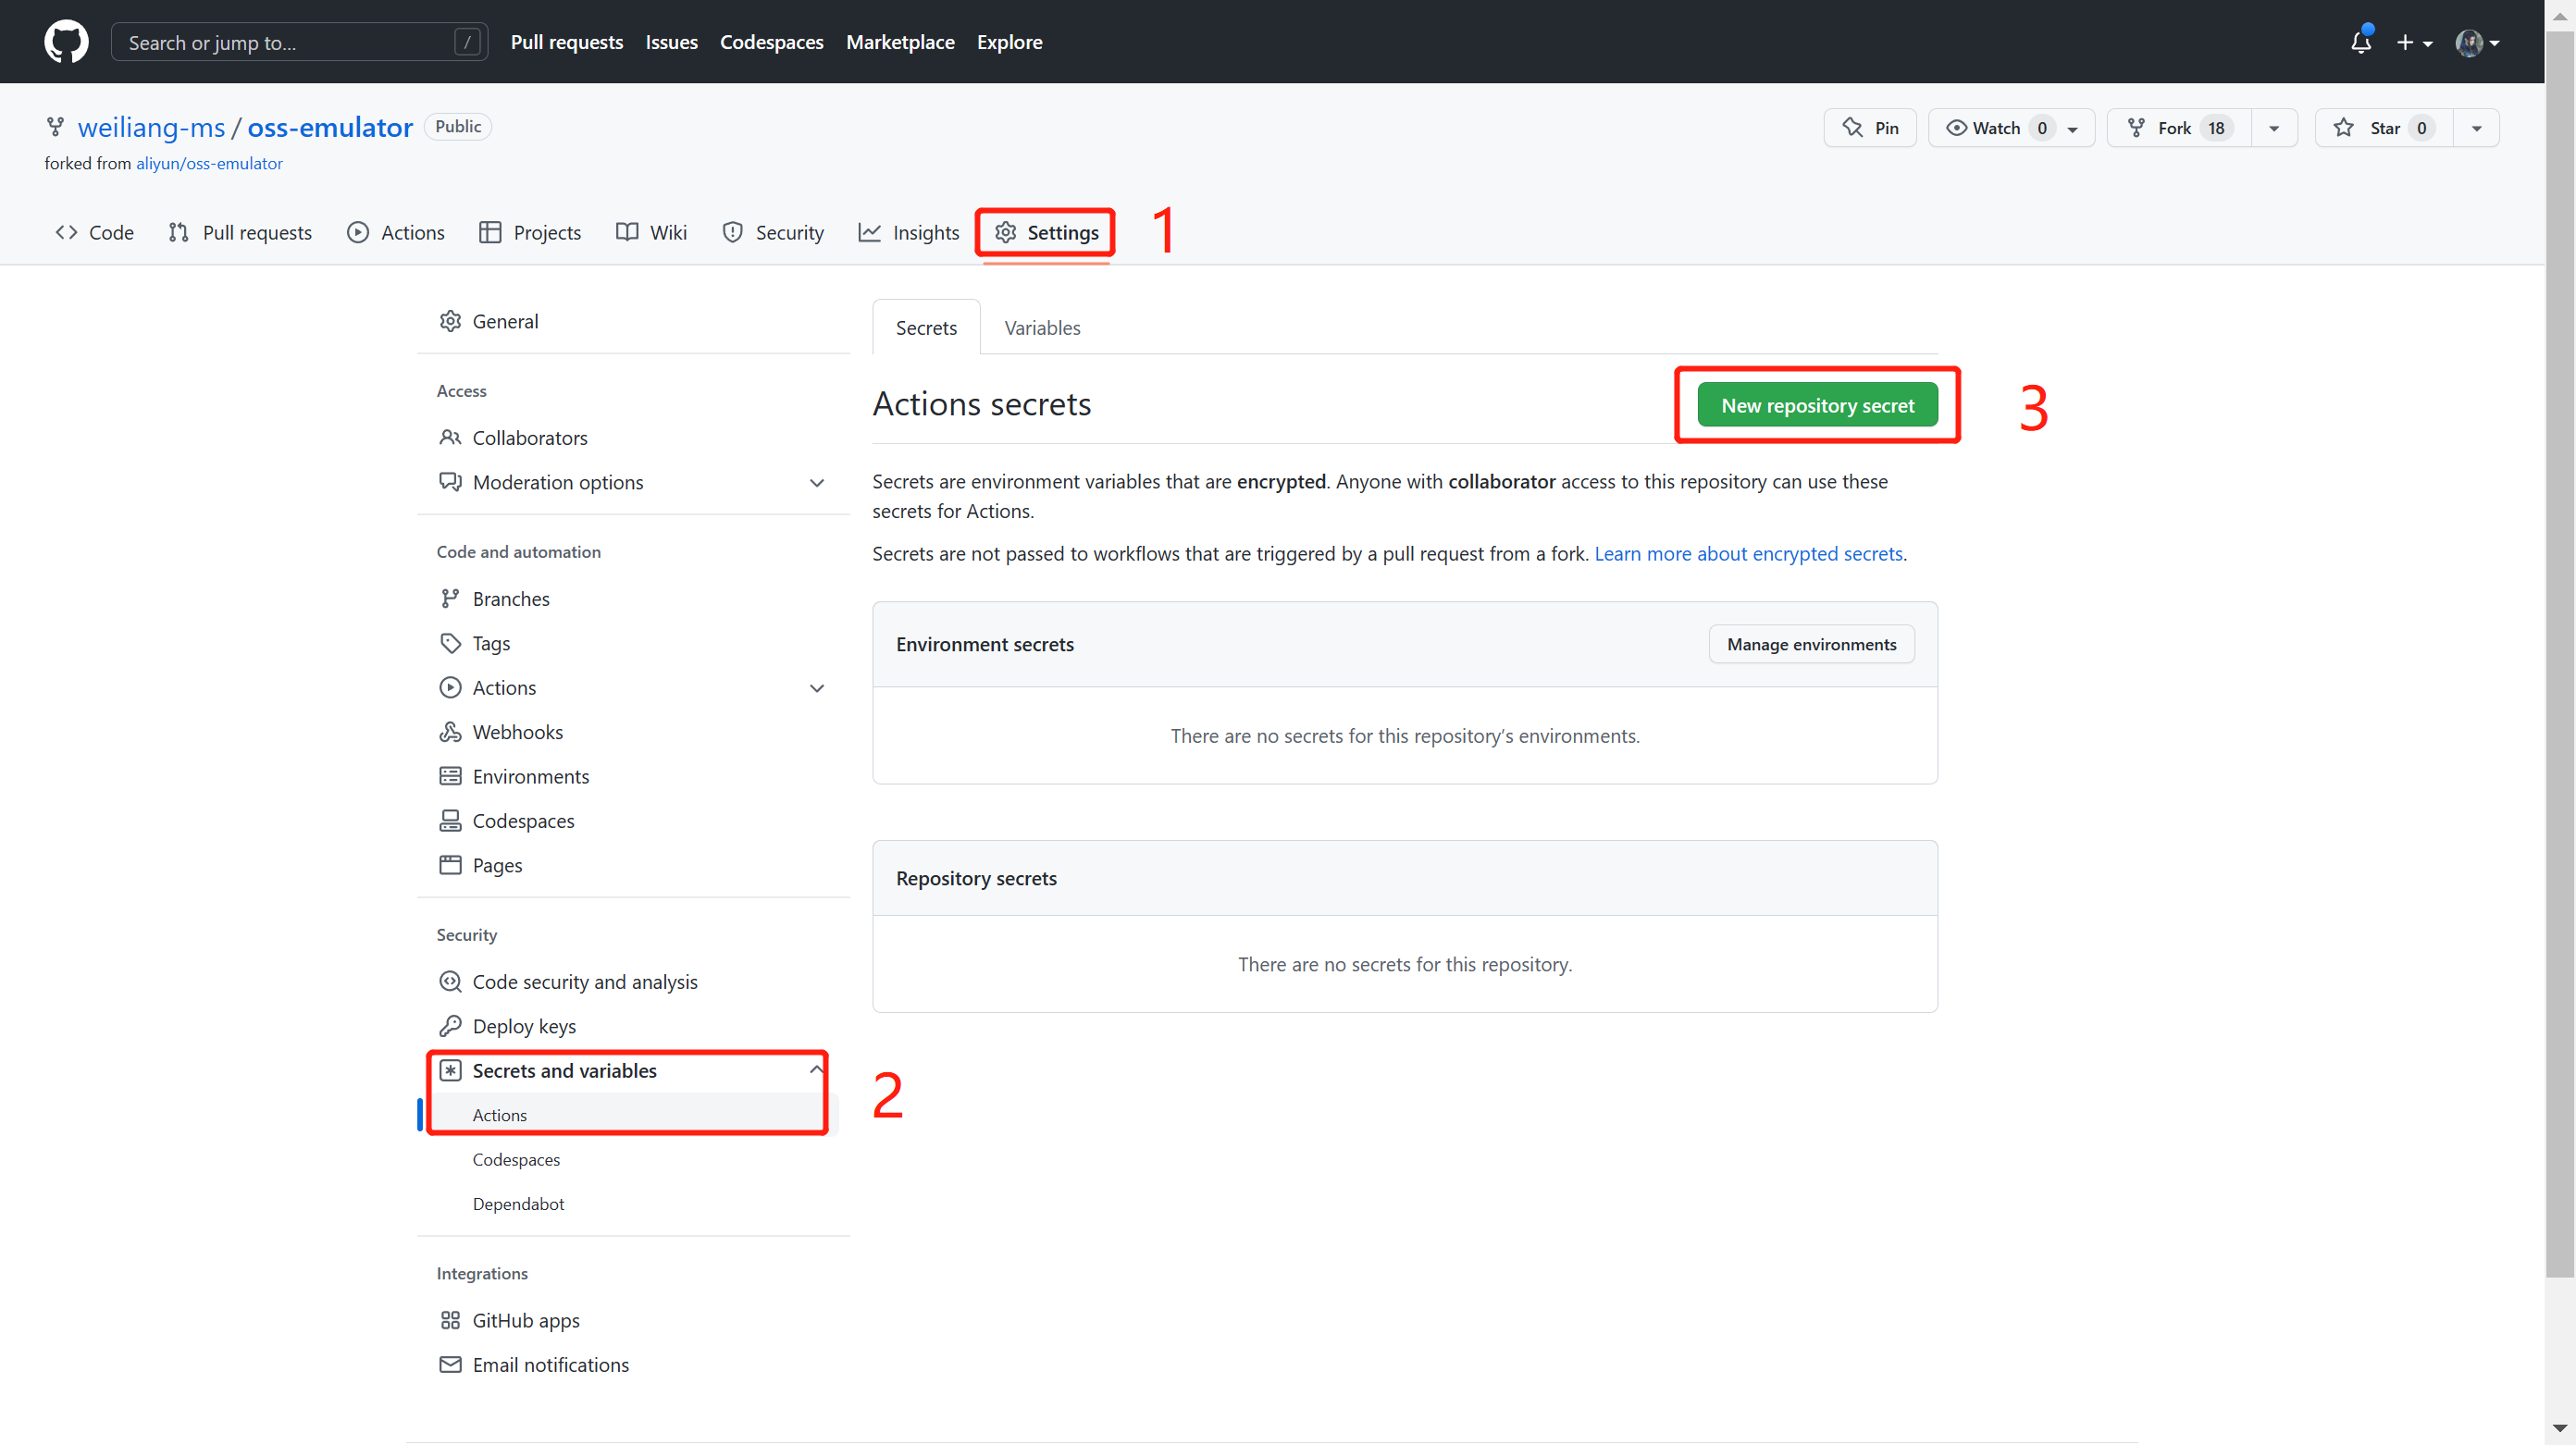 Search or jump to... /
Pull requests Issues Codespaces Marketplace Explore
weiliang-ms / oss-emulator Public
Pin Watch 0 Fork 18 Star 0
forked from aliyun/oss-emulator
Code Pull requests Actions Projects Wiki Security Insights Settings 1
General
Access
Collaborators
Moderation options
Code and automation
Branches
Tags
Actions
Webhooks
Environments
Codespaces
Pages
Security
Code security and analysis
Deploy keys
Secrets and variables
Actions
2
Codespaces
Dependabot
Integrations
GitHub apps
Email notifications
Secrets Variables
Actions secrets
New repository secret 3
Secrets are environment variables that are encrypted. Anyone with collaborator access to this repository can use these
secrets for Actions.
Secrets are not passed to workflows that are triggered by a pull request from a fork. Learn more about encrypted secrets.
Environment secrets Manage environments
There are no secrets for this repository's environments.
Repository secrets
There are no secrets for this repository.